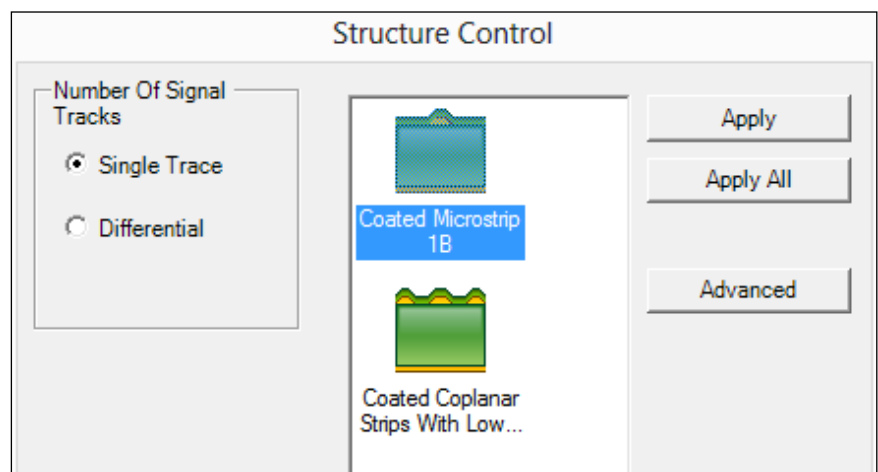 Structure Control
Number Of Signal
Tracks
Single Trace
Differential
Coated Microstrip
1B
Coated Coplanar
Strips With Low...
Apply
Apply All
Advanced